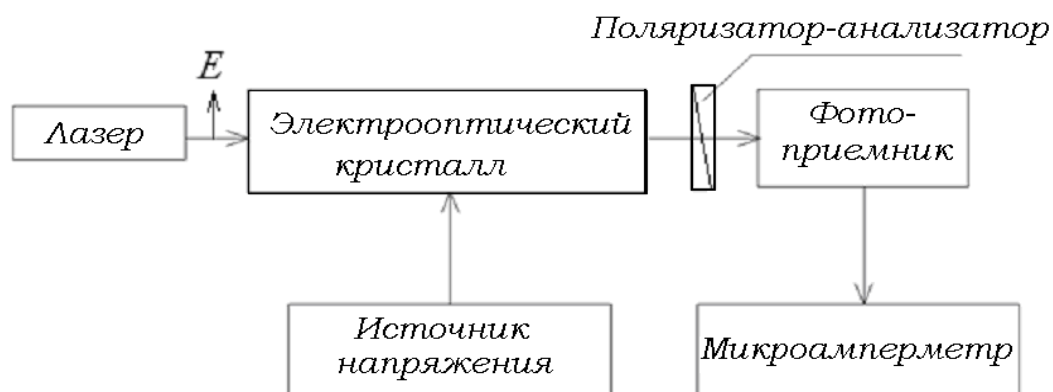 Поляризатор-анализатор
E
Лазер
Электрооптический
кристалл
Фото-
приемник
Источник
напряжения
Микроамперметр